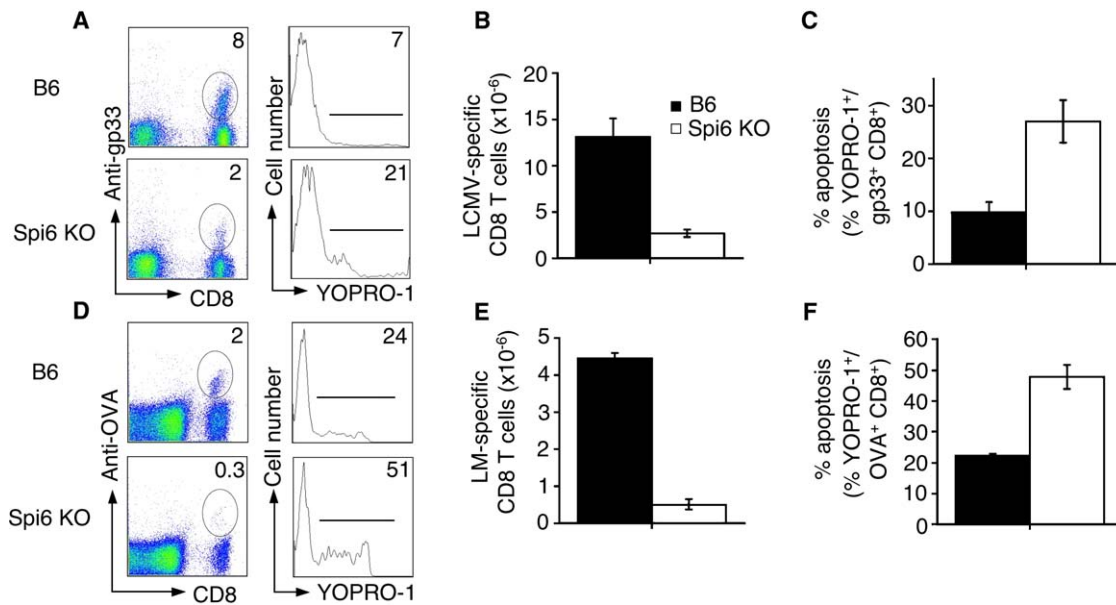 A
B6
8
7
Anti-gp33
Cell number
Spi6 KO
2
21
CD8
YOPRO-1
B
LCMV-specific
CD8 T cells (x10⁻⁶)
20
15
10
5
0
B6
Spi6 KO
C
% apoptosis
(% YOPRO-1⁺/
gp33⁺ CD8⁺)
30
20
10
0
D
B6
2
24
Anti-OVA
Cell number
Spi6 KO
0.3
51
CD8
YOPRO-1
E
LM-specific
CD8 T cells (x10⁻⁶)
5
4
3
2
1
0
F
% apoptosis
(% YOPRO-1⁺/
OVA⁺ CD8⁺)
60
50
40
30
20
10
0